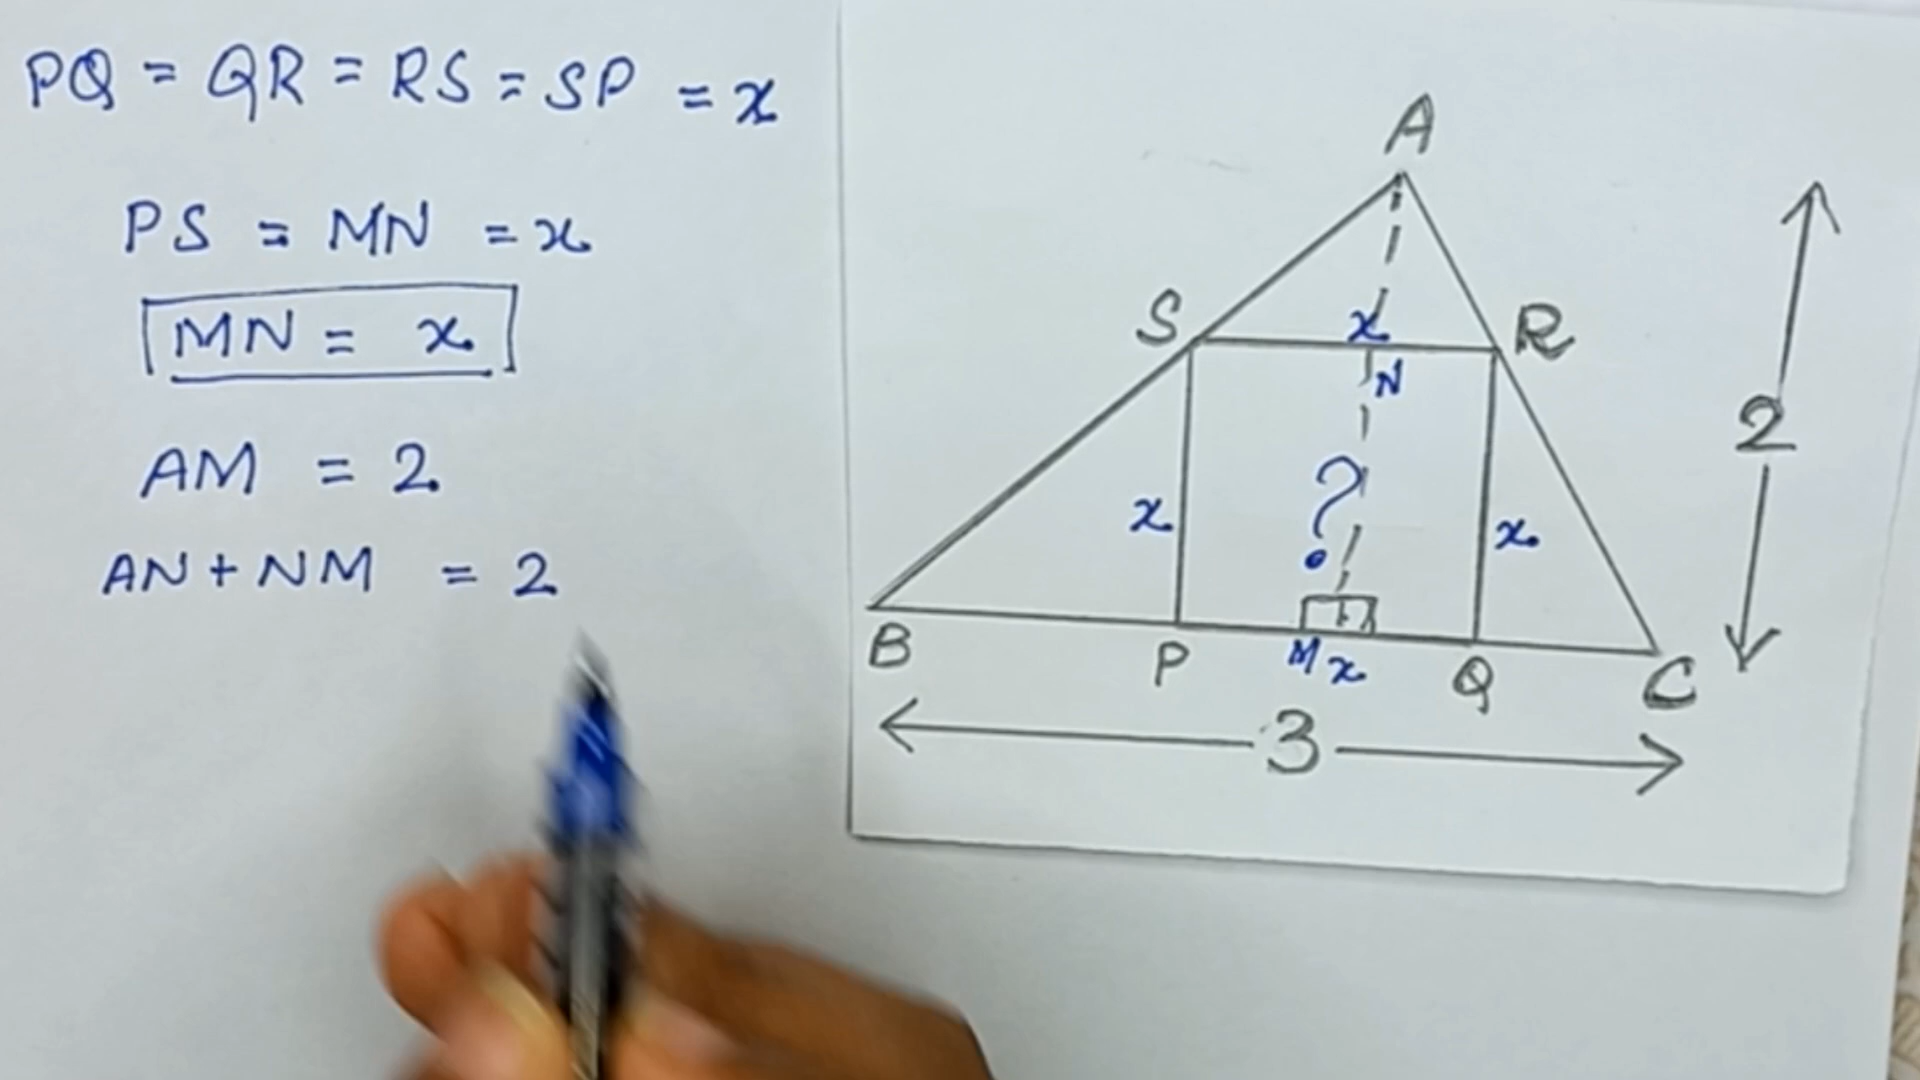 PQ = QR = RS = SP = x
PS = MN = x
MN = x
AM = 2
AN + NM = 2
A
S x R
N
2
x ? x
B P M x Q C
3